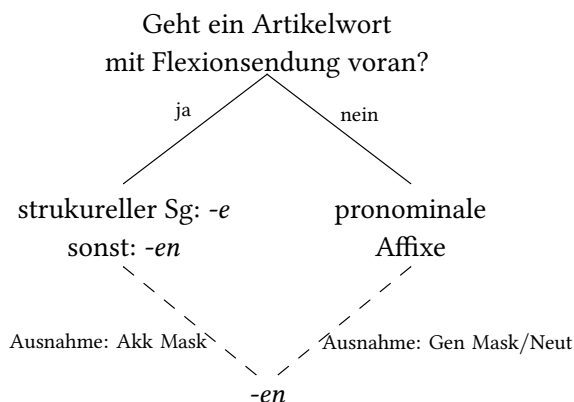 Geht ein Artikelwort
mit Flexionsendung voran?
ja
nein
strukureller Sg: -e
sonst: -en
pronominale
Affixe
Ausnahme: Akk Mask
Ausnahme: Gen Mask/Neut
-en